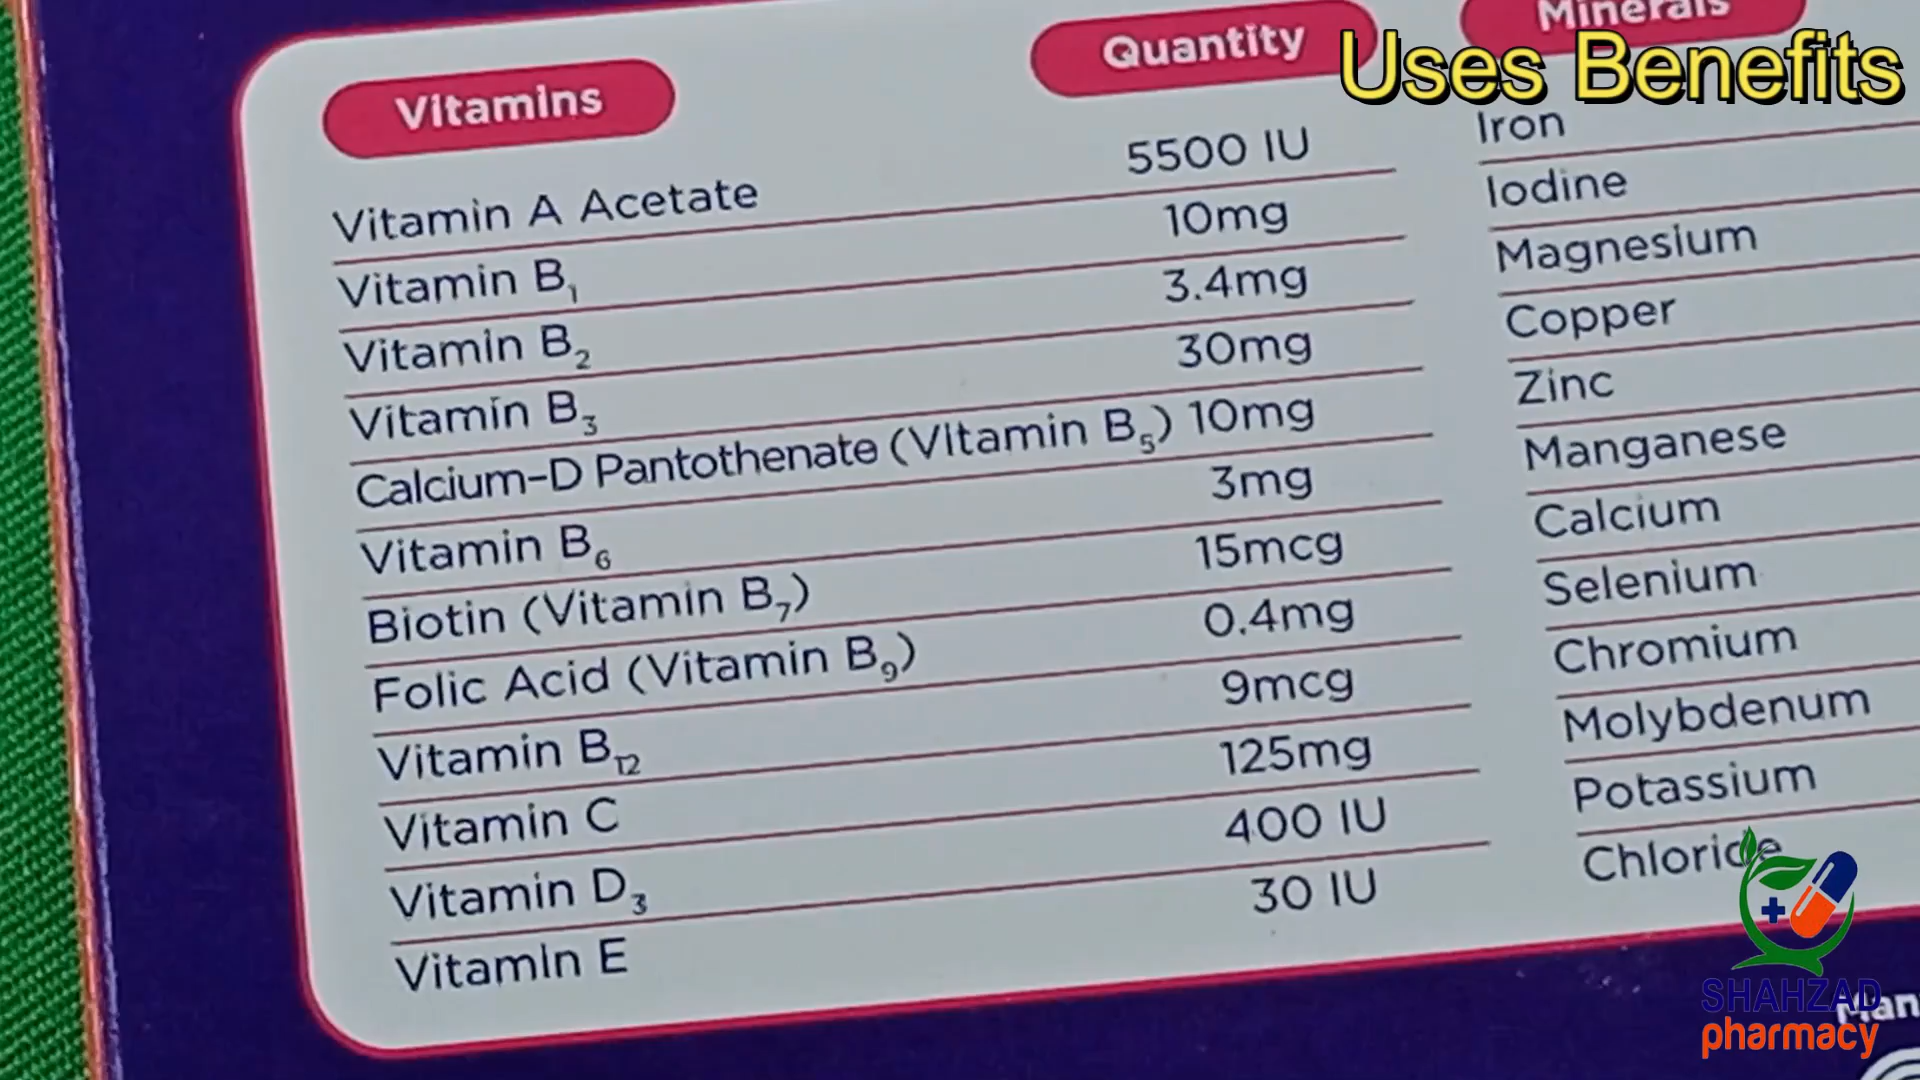 Uses Benefits
Vitamins
Quantity
Minerals
Vitamin A Acetate 5500 IU
Vitamin B1 10mg
Vitamin B2 3.4mg
Vitamin B3 30mg
Calcium-D Pantothenate (Vitamin B5) 10mg
Vitamin B6 3mg
Biotin (Vitamin B7) 15mcg
Folic Acid (Vitamin B9) 0.4mg
Vitamin B12 9mcg
Vitamin C 125mg
Vitamin D3 400 IU
Vitamin E 30 IU
Iron
Iodine
Magnesium
Copper
Zinc
Manganese
Calcium
Selenium
Chromium
Molybdenum
Potassium
Chloride
SHAHZAD
pharmacy